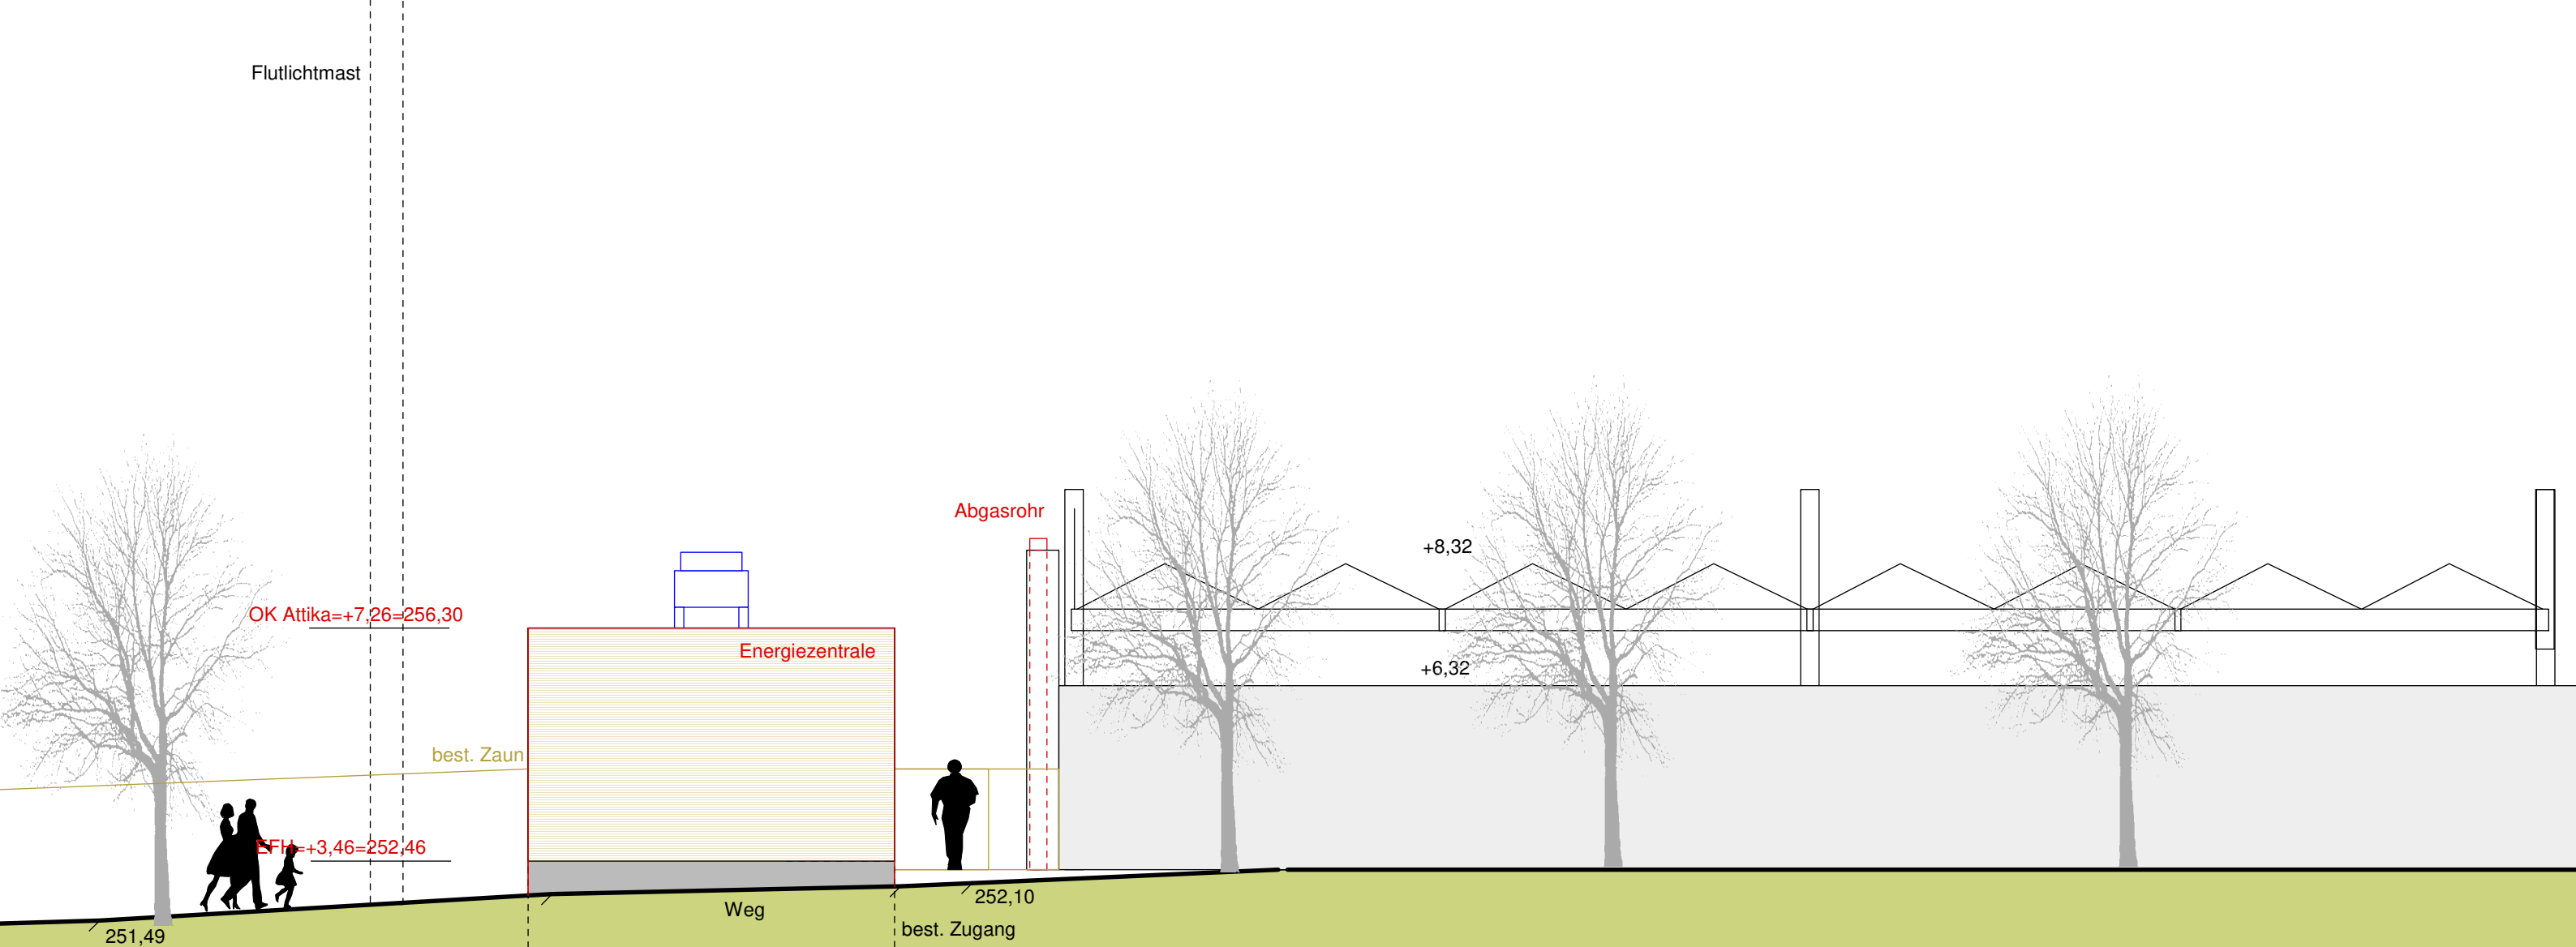 Flutlichtmast
Abgasrohr
+8,32
OK Attika=+7,26=256,30
Energiezentrale
+6,32
best. Zaun
EFH=+3,46=252,46
252,10
Weg
best. Zugang
251,49